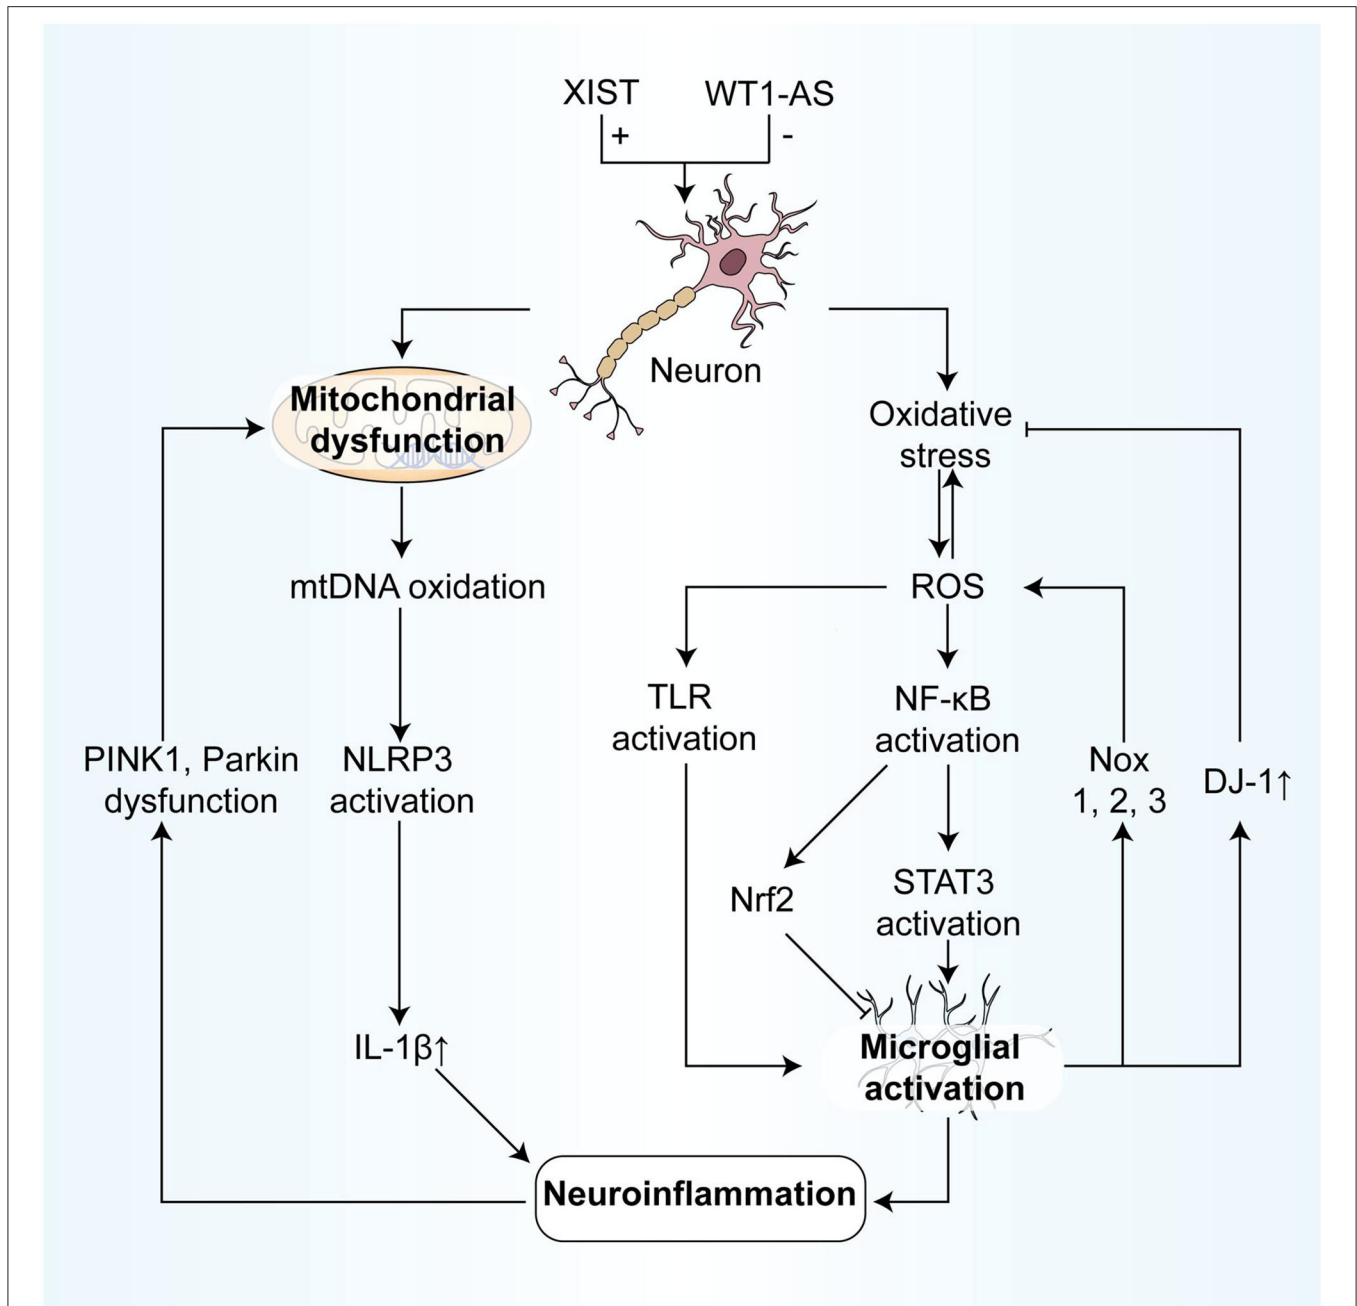 XIST WT1-AS
+ -
Neuron
Mitochondrial
dysfunction
Oxidative
stress
mtDNA oxidation
ROS
TLR
activation
NF-κB
activation
PINK1, Parkin
dysfunction
NLRP3
activation
Nox
1, 2, 3
DJ-1↑
Nrf2
STAT3
activation
IL-1β↑
Microglial
activation
Neuroinflammation